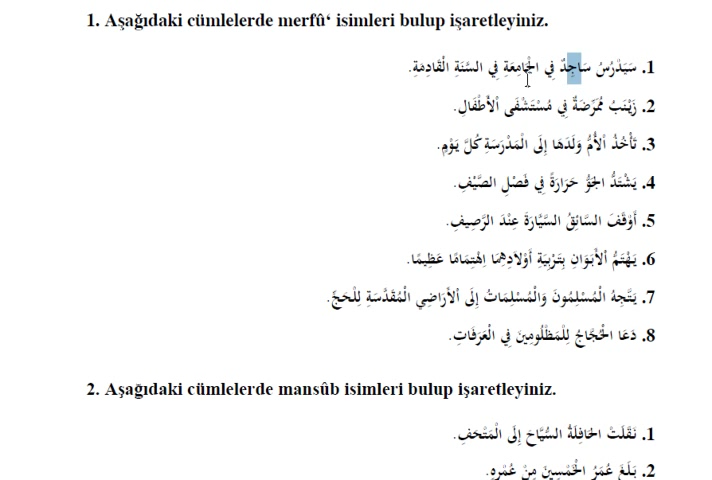 1. Aşağıdaki cümlelerde merfû‘ isimleri bulup işaretleyiniz.
1. سَيَدْرُسُ سَاجِدٌ فِي الْجَامِعَةِ فِي السَّنَةِ الْقَادِمَةِ.
2. زَيْنَبُ مُمَرِّضَةٌ فِي مُسْتَشْفَى الْأَطْفَالِ.
3. تَأْخُذُ الْأُمُّ وَلَدَهَا إِلَى الْمَدْرَسَةِ كُلَّ يَوْمٍ.
4. يَشْتَدُّ الْجَوُّ حَرَارَةً فِي فَصْلِ الصَّيْفِ.
5. أَوْقَفَ السَّائِقُ السَّيَّارَةَ عِنْدَ الرَّصِيفِ.
6. يَهْتَمُّ الْأَبَوَانِ بِتَرْبِيَةِ أَوْلَادِهِمَا اِهْتِمَامًا عَظِيمًا.
7. يَتَّجِهُ الْمُسْلِمُونَ وَالْمُسْلِمَاتُ إِلَى الْأَرَاضِي الْمُقَدَّسَةِ لِلْحَجِّ.
8. دَعَا الْحُجَّاجُ لِلْمَظْلُومِينَ فِي الْعَرَفَاتِ.
2. Aşağıdaki cümlelerde mansûb isimleri bulup işaretleyiniz.
1. نَقَلَتْ الْحَافِلَةُ السُّيَّاحَ إِلَى الْمَتْحَفِ.
2. بَلَغَ عُمَرُ الْخَمْسِينَ مِنْ عُمْرِهِ.